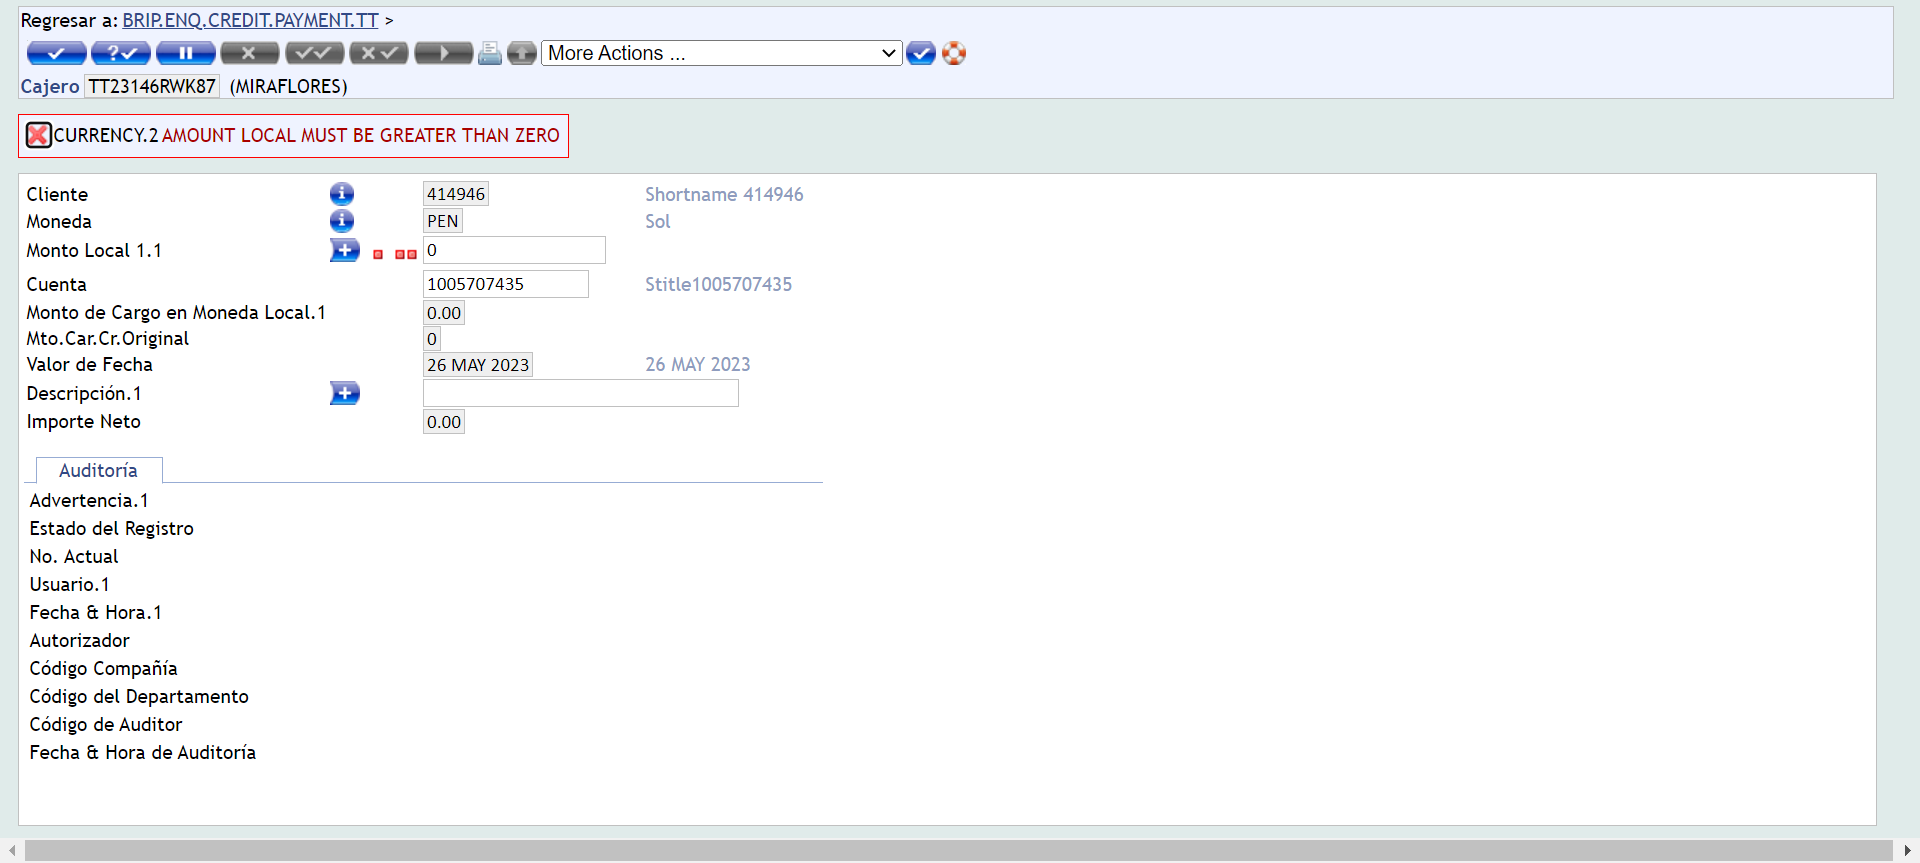 Regresar a: BRIP.ENQ.CREDIT.PAYMENT.TT >
More Actions ...
Cajero TT23146RWK87 (MIRAFLORES)
CURRENCY.2 AMOUNT LOCAL MUST BE GREATER THAN ZERO
Cliente 414946 Shortname 414946
Moneda PEN Sol
Monto Local 1.1 0
Cuenta 1005707435 Stitle1005707435
Monto de Cargo en Moneda Local.1 0.00
Mto.Car.Cr.Original 0
Valor de Fecha 26 MAY 2023 26 MAY 2023
Descripción.1
Importe Neto 0.00
Auditoría
Advertencia.1
Estado del Registro
No. Actual
Usuario.1
Fecha & Hora.1
Autorizador
Código Compañía
Código del Departamento
Código de Auditor
Fecha & Hora de Auditoría